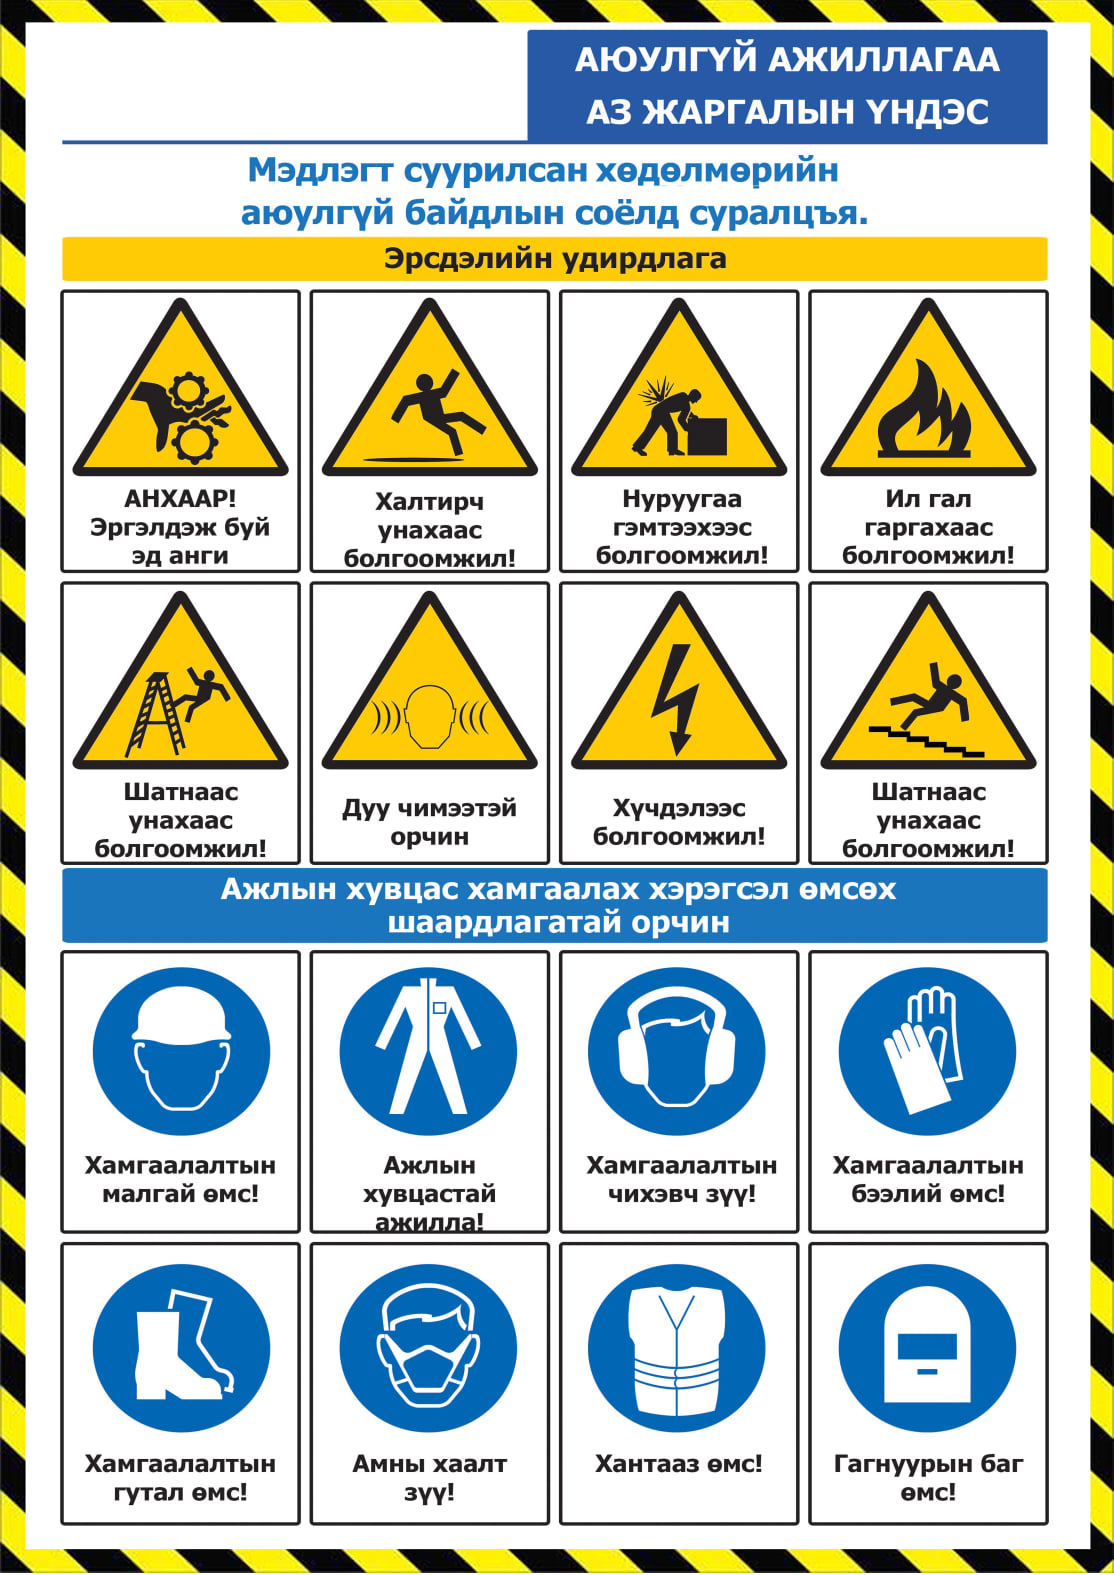 АЮУЛГҮЙ АЖИЛЛАГАА
АЗ ЖАРГАЛЫН ҮНДЭС
Мэдлэгт суурилсан хөдөлмөрийн
аюулгүй байдлын соёлд суралцъя.
Эрсдэлийн удирдлага
АНХААР!
Эргэлдэж буй
эд анги
Халтирч
унахаас
болгоомжил!
Нуруугаа
гэмтээхээс
болгоомжил!
Ил гал
гаргахаас
болгоомжил!
Шатнаас
унахаас
болгоомжил!
Дуу чимээтэй
орчин
Хүчдэлээс
болгоомжил!
Шатнаас
унахаас
болгоомжил!
Ажлын хувцас хамгаалах хэрэгсэл өмсөх
шаардлагатай орчин
Хамгаалалтын
малгай өмс!
Ажлын
хувцастай
ажилла!
Хамгаалалтын
чихэвч зүү!
Хамгаалалтын
бээлий өмс!
Хамгаалалтын
гутал өмс!
Амны хаалт
зүү!
Хантааз өмс!
Гагнуурын баг
өмс!